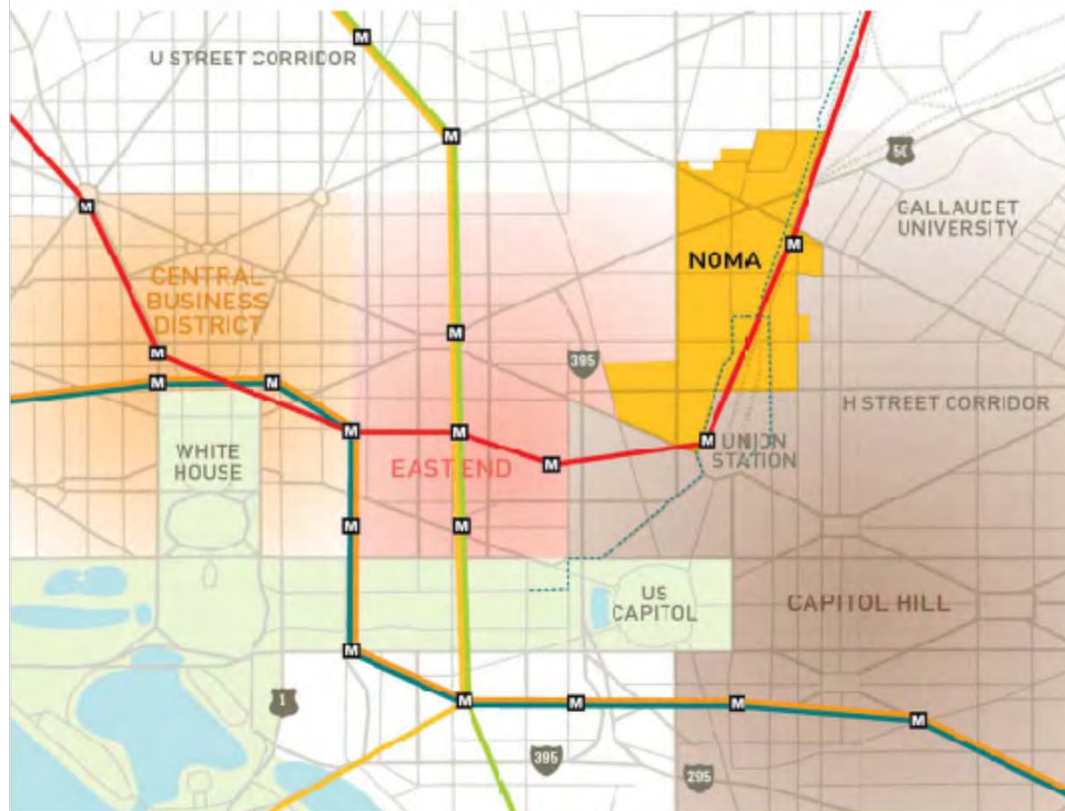 U STREET CORRIDOR
50
GALLAUDET
UNIVERSITY
M
M
M
M
NOMA
CENTRAL
BUSINESS
DISTRICT
M
M
395
M
M
H STREET CORRIDOR
M
M
M
UNION
STATION
WHITE
HOUSE
EAST END
M
M
M
US
CAPITOL
CAPITOL HILL
M
1
M
M
M
M
395
295